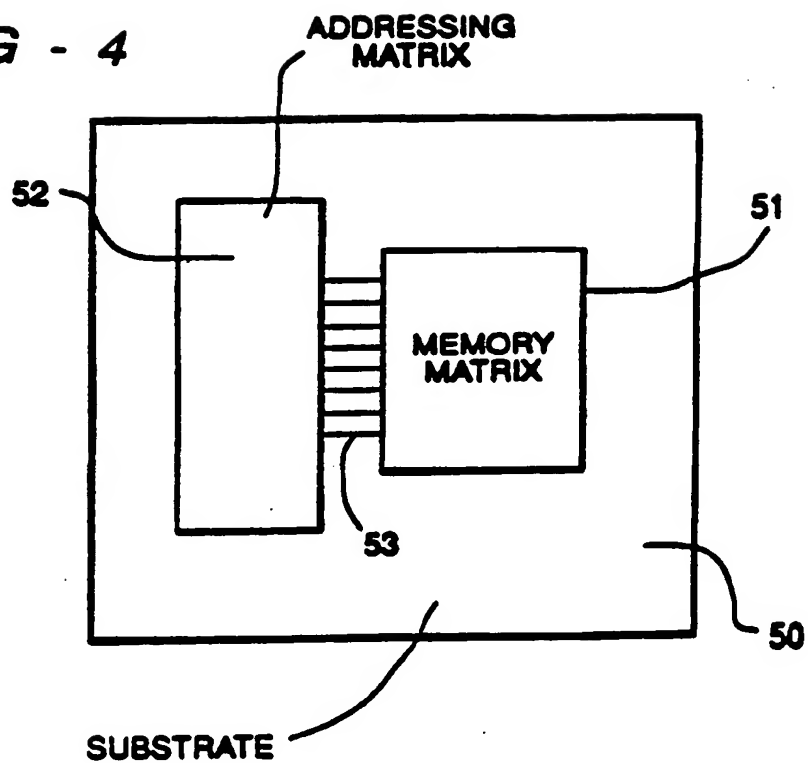 G - 4
ADDRESSING
MATRIX
52
51
MEMORY
MATRIX
53
50
SUBSTRATE